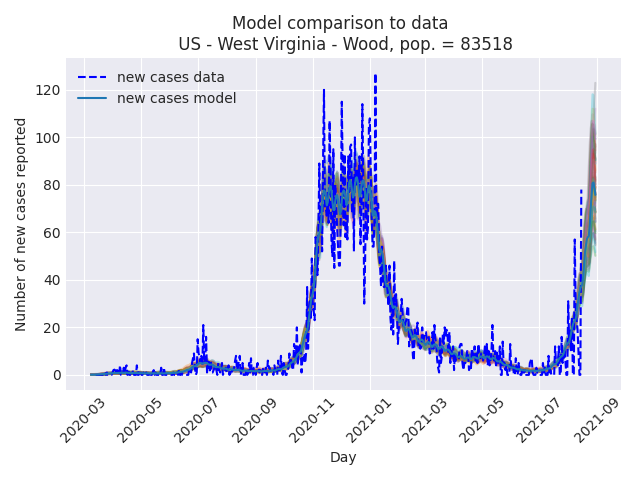 Model comparison to data
US - West Virginia - Wood, pop. = 83518
new cases data
new cases model
Number of new cases reported
120
100
80
60
40
20
0
2020-03
2020-05
2020-07
2020-09
2020-11
2021-01
2021-03
2021-05
2021-07
2021-09
Day